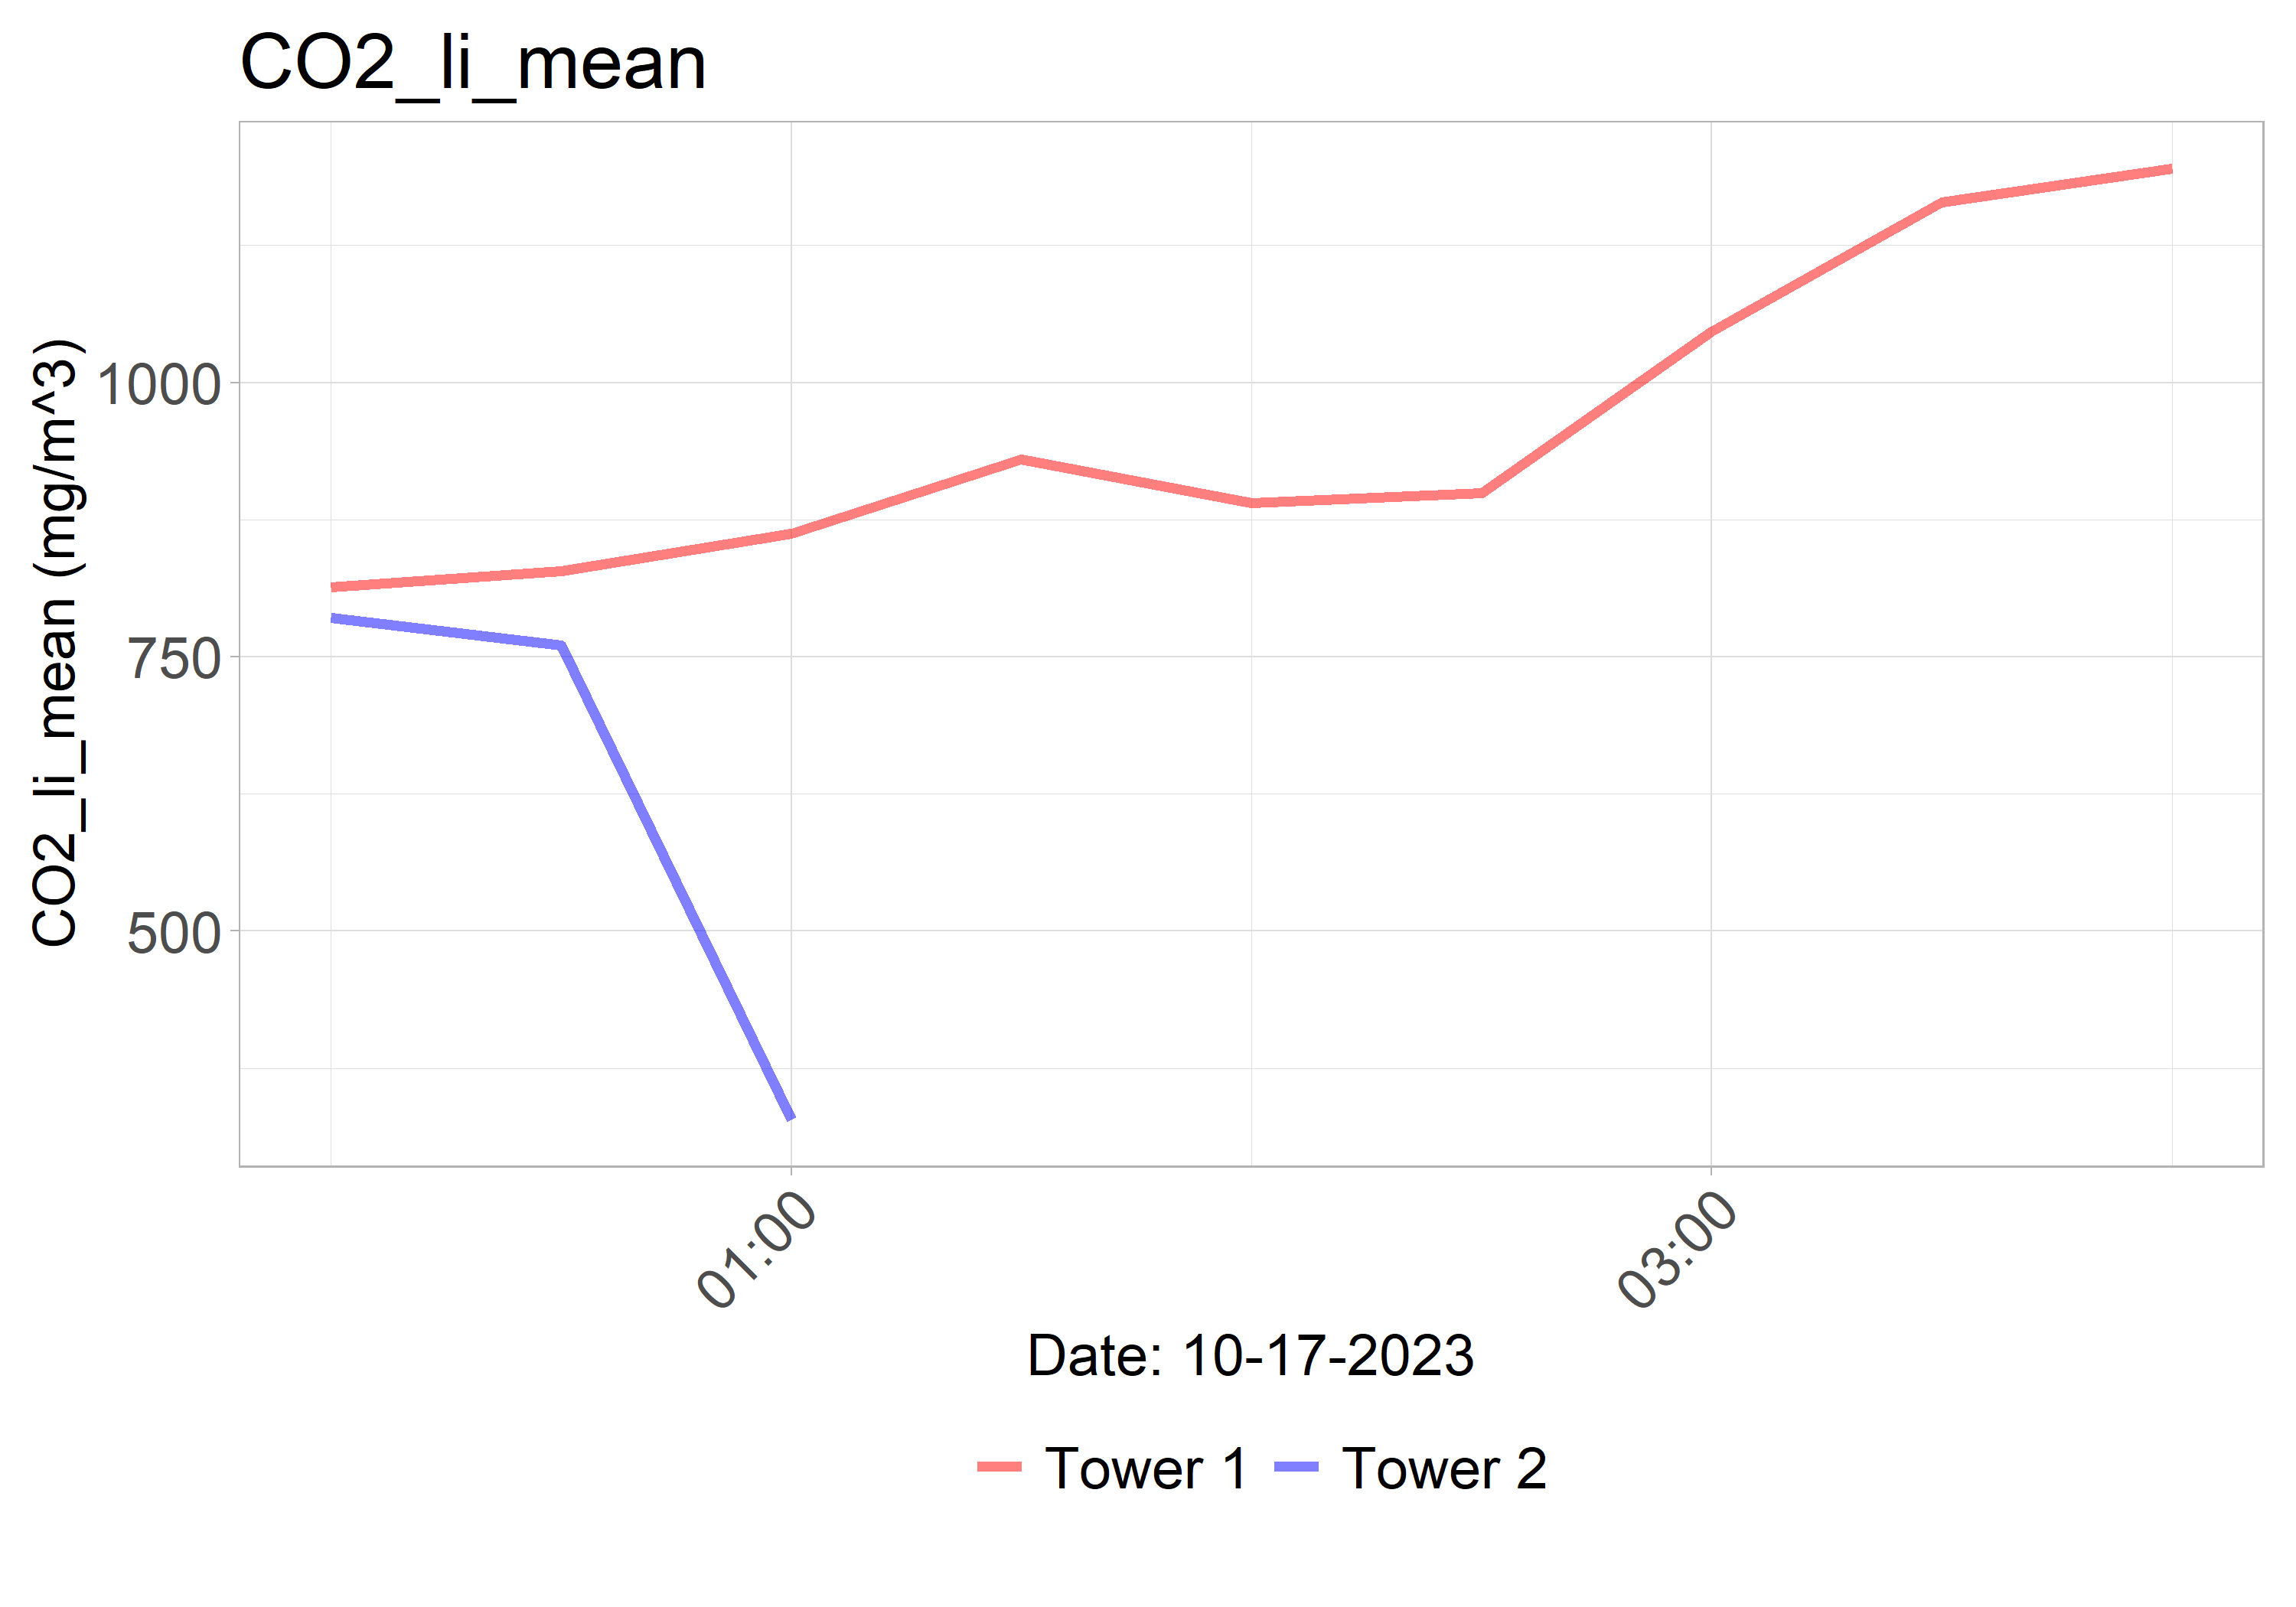 CO2_li_mean
CO2_li_mean (mg/m^3)
1000
750
500
01:00
03:00
Date: 10-17-2023
Tower 1
Tower 2